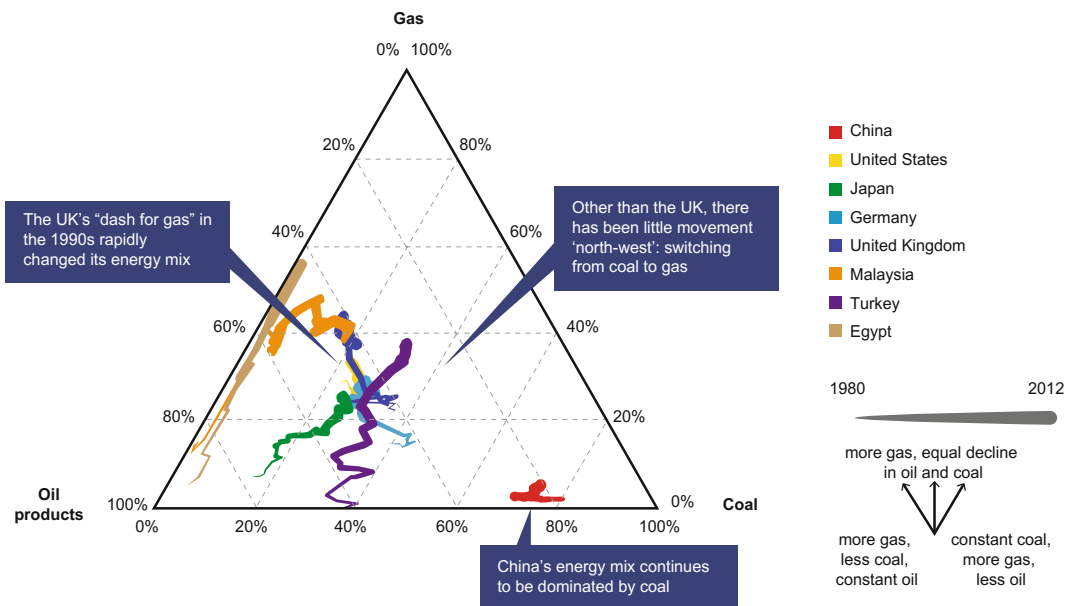 Gas
0% 100%
20%
80%
40%
60%
60%
40%
80%
20%
Oil
products
100%
0%
Coal
0%
20%
40%
60%
80%
100%
The UK's “dash for gas” in
the 1990s rapidly
changed its energy mix
Other than the UK, there
has been little movement
‘north-west’: switching
from coal to gas
China's energy mix continues
to be dominated by coal
China
United States
Japan
Germany
United Kingdom
Malaysia
Turkey
Egypt
1980
2012
more gas, equal decline
in oil and coal
more gas,
less coal,
constant oil
constant coal,
more gas,
less oil